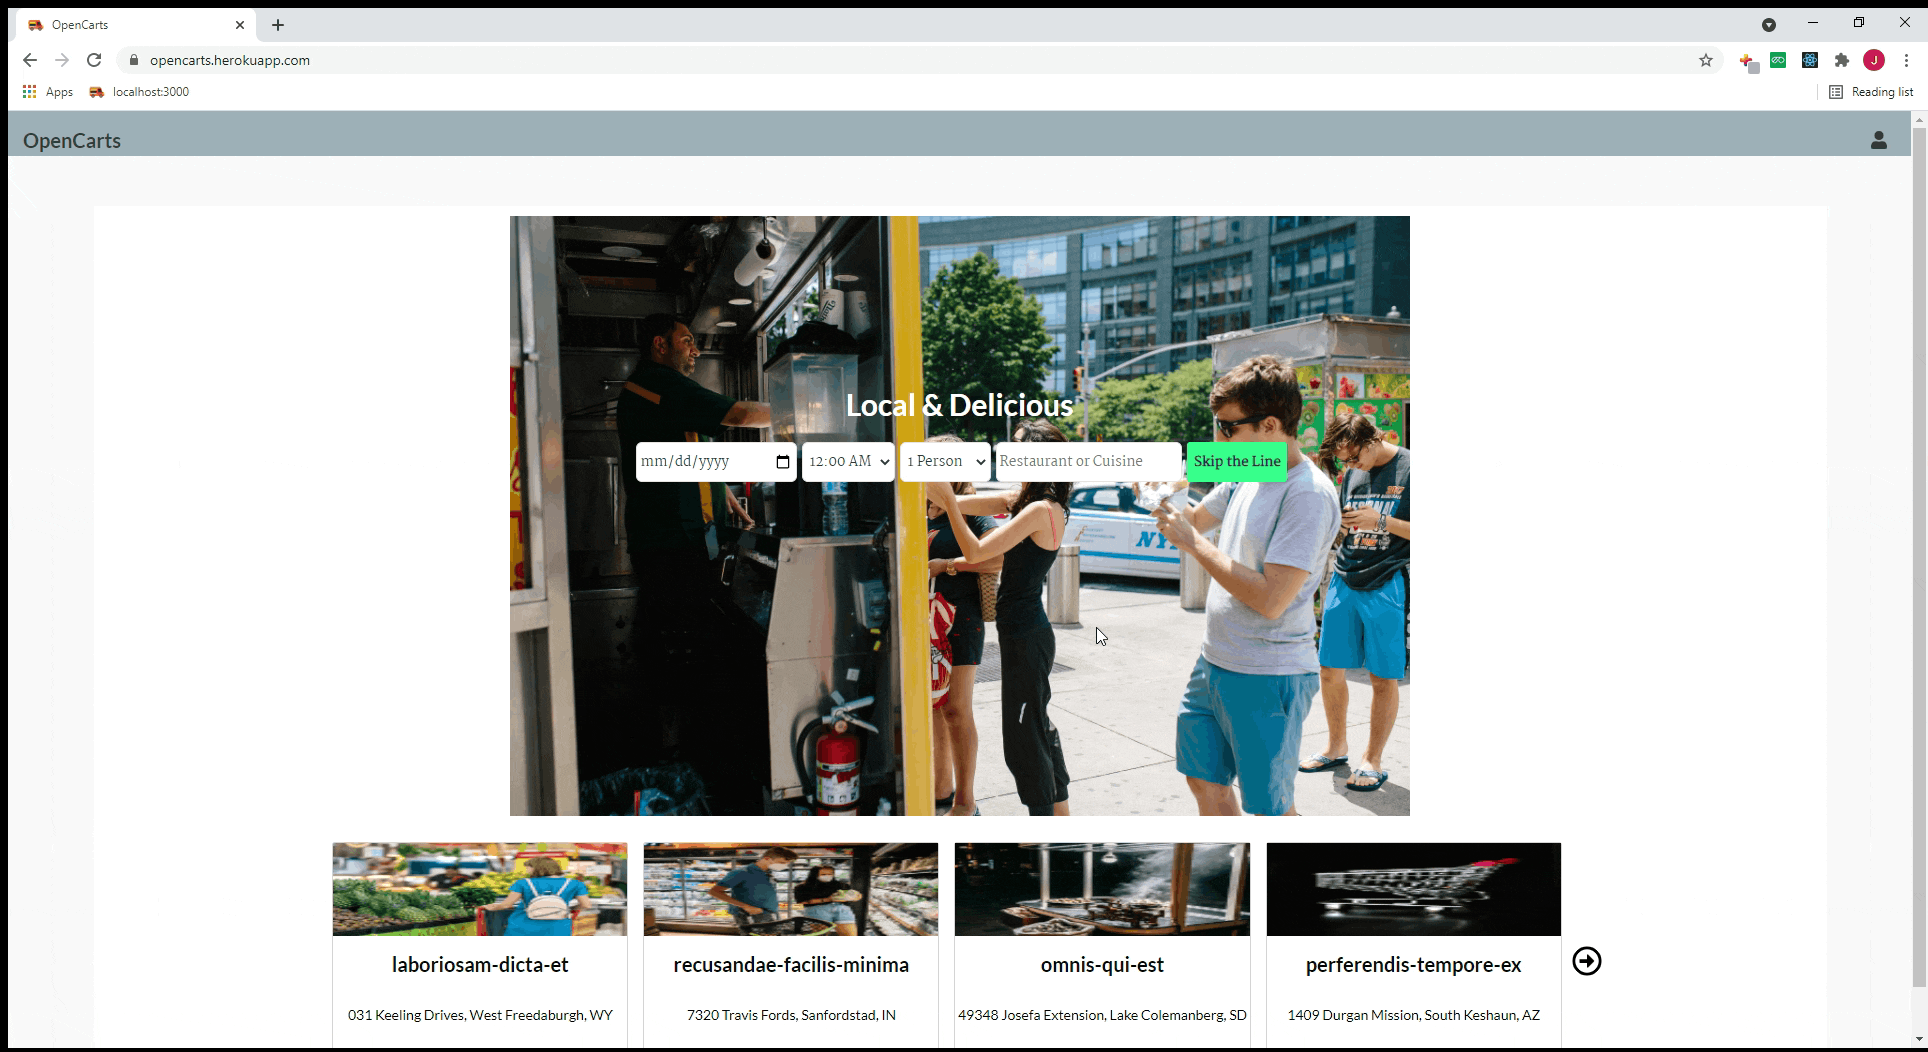 OpenCarts
opencarts.herokuapp.com
J
Apps
localhost:3000
Reading list
OpenCarts
Local & Delicious
mm/dd/yyyy
12:00 AM
1 Person
Restaurant or Cuisine
Skip the Line
NY
laboriosam-dicta-et
recusandae-facilis-minima
omnis-qui-est
perferendis-tempore-ex
031 Keeling Drives, West Freedaburgh, WY
7320 Travis Fords, Sanfordstad, IN
49348 Josefa Extension, Lake Colemanberg, SD
1409 Durgan Mission, South Keshaun, AZ